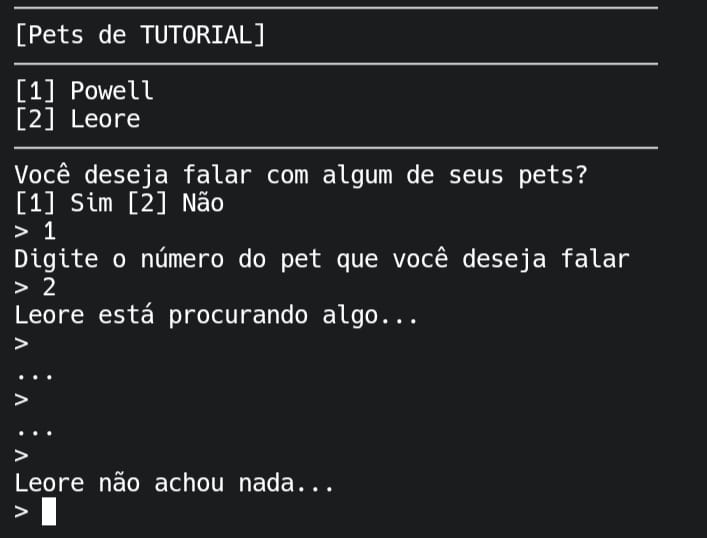 [Pets de TUTORIAL]
[1] Powell
[2] Leore
Você deseja falar com algum de seus pets?
[1] Sim [2] Não
> 1
Digite o número do pet que você deseja falar
> 2
Leore está procurando algo...
>
...
>
...
>
Leore não achou nada...
>